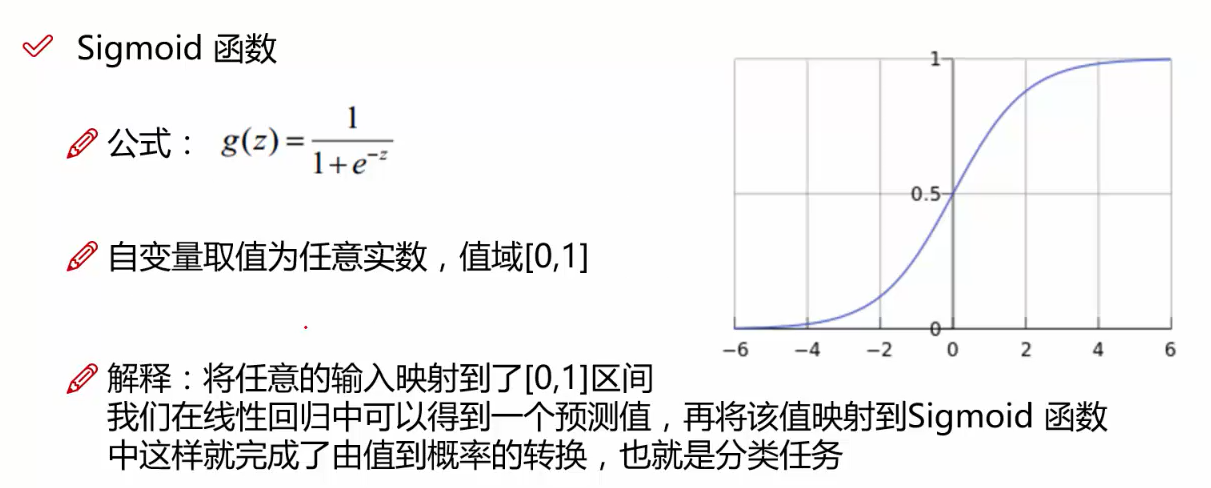 Sigmoid 函数
公式： g(z) = 1 / (1 + e^{-z})
自变量取值为任意实数，值域[0,1]
解释：将任意的输入映射到了[0,1]区间
我们在线性回归中可以得到一个预测值，再将该值映射到Sigmoid 函数
中这样就完成了由值到概率的转换，也就是分类任务
1
0.5
0
−6 −4 −2 0 2 4 6